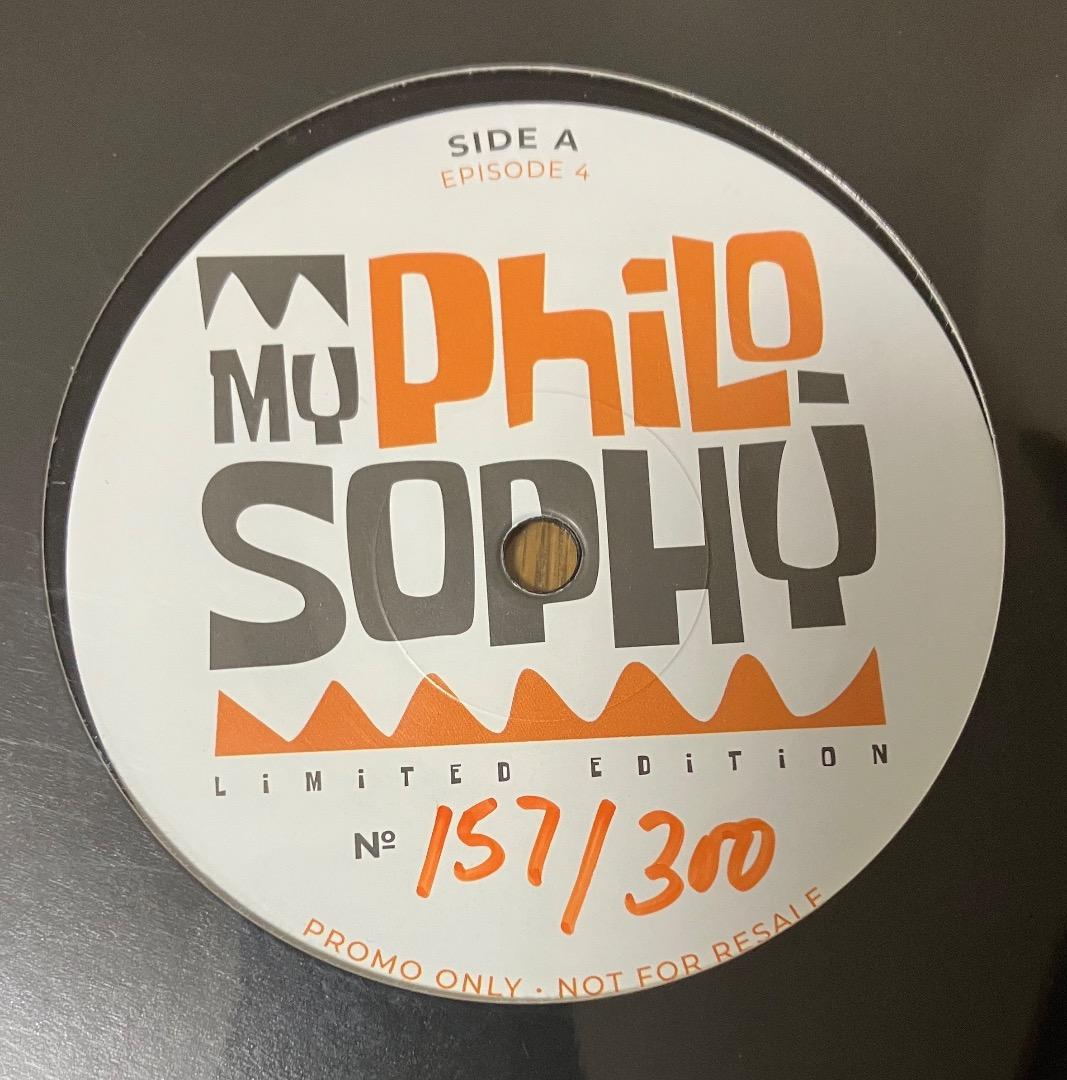 SIDE A
EPISODE 4
MY PHILO
SOPHY
LiMiTED EDiTiON
Nº 157/300
PROMO ONLY · NOT FOR RESALE